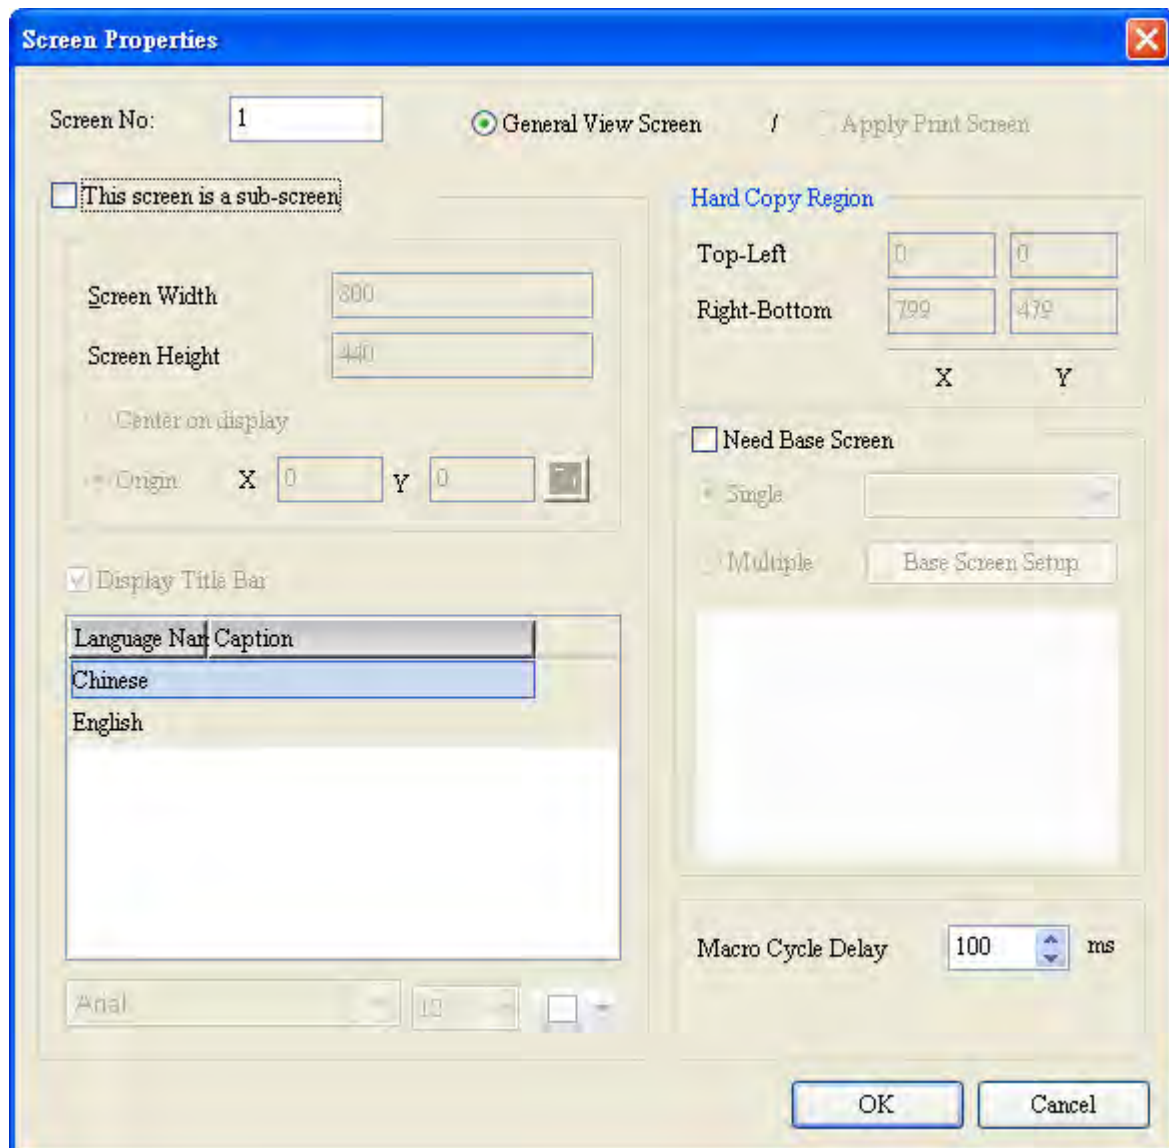 Screen Properties
Screen No: 1 General View Screen / Apply Print Screen
This screen is a sub-screen
Screen Width 800
Screen Height 440
Center on display
Origin X 0 Y 0
Display Title Bar
Language Nam Caption
Chinese
English
Arial 12
Hard Copy Region
Top-Left 0 0
Right-Bottom 799 479
X Y
Need Base Screen
Single
Multiple Base Screen Setup
Macro Cycle Delay 100 ms
OK Cancel